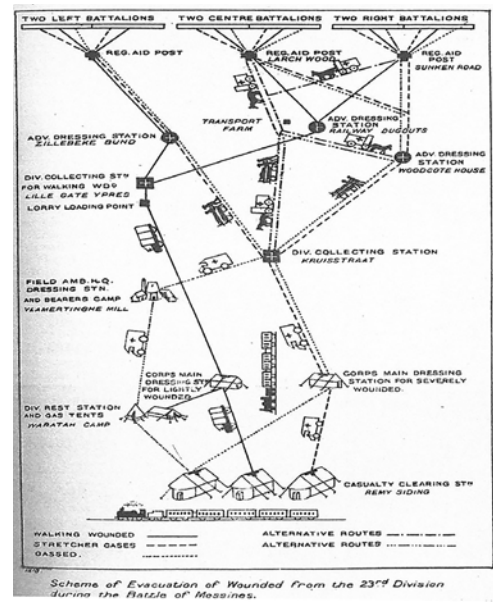 TWO LEFT BATTALIONS
TWO CENTRE BATTALIONS
TWO RIGHT BATTALIONS
REG. AID POST
REG. AID POST
LARCH WOOD
REG. AID
POST
SUNKEN ROAD
TRANSPORT
FARM
ADV. DRESSING STATION
ZILLEBEKE BUND
ADV. DRESSING
STATION
RAILWAY DUGOUTS
ADV. DRESSING
STATION
WOODCOTE HOUSE
DIV. COLLECTING STN
FOR WALKING WDD
LILLE GATE YPRES
LORRY LOADING POINT
DIV. COLLECTING STATION
KRUISSTRAAT
FIELD AMB. H.Q.
DRESSING STN.
AND BEARERS CAMP
VLAMERTINGHE MILL
CORPS MAIN
DRESSING STN
FOR LIGHTLY
WOUNDED.
CORPS MAIN DRESSING
STATION FOR SEVERELY
WOUNDED.
DIV. REST STATION
AND GAS TENTS
WARATAH CAMP
CASUALTY CLEARING STN
REMY SIDING
WALKING WOUNDED
STRETCHER CASES
GASSED.
ALTERNATIVE ROUTES
ALTERNATIVE ROUTES
Scheme of Evacuation of Wounded from the 23rd Division
during the Battle of Messines.